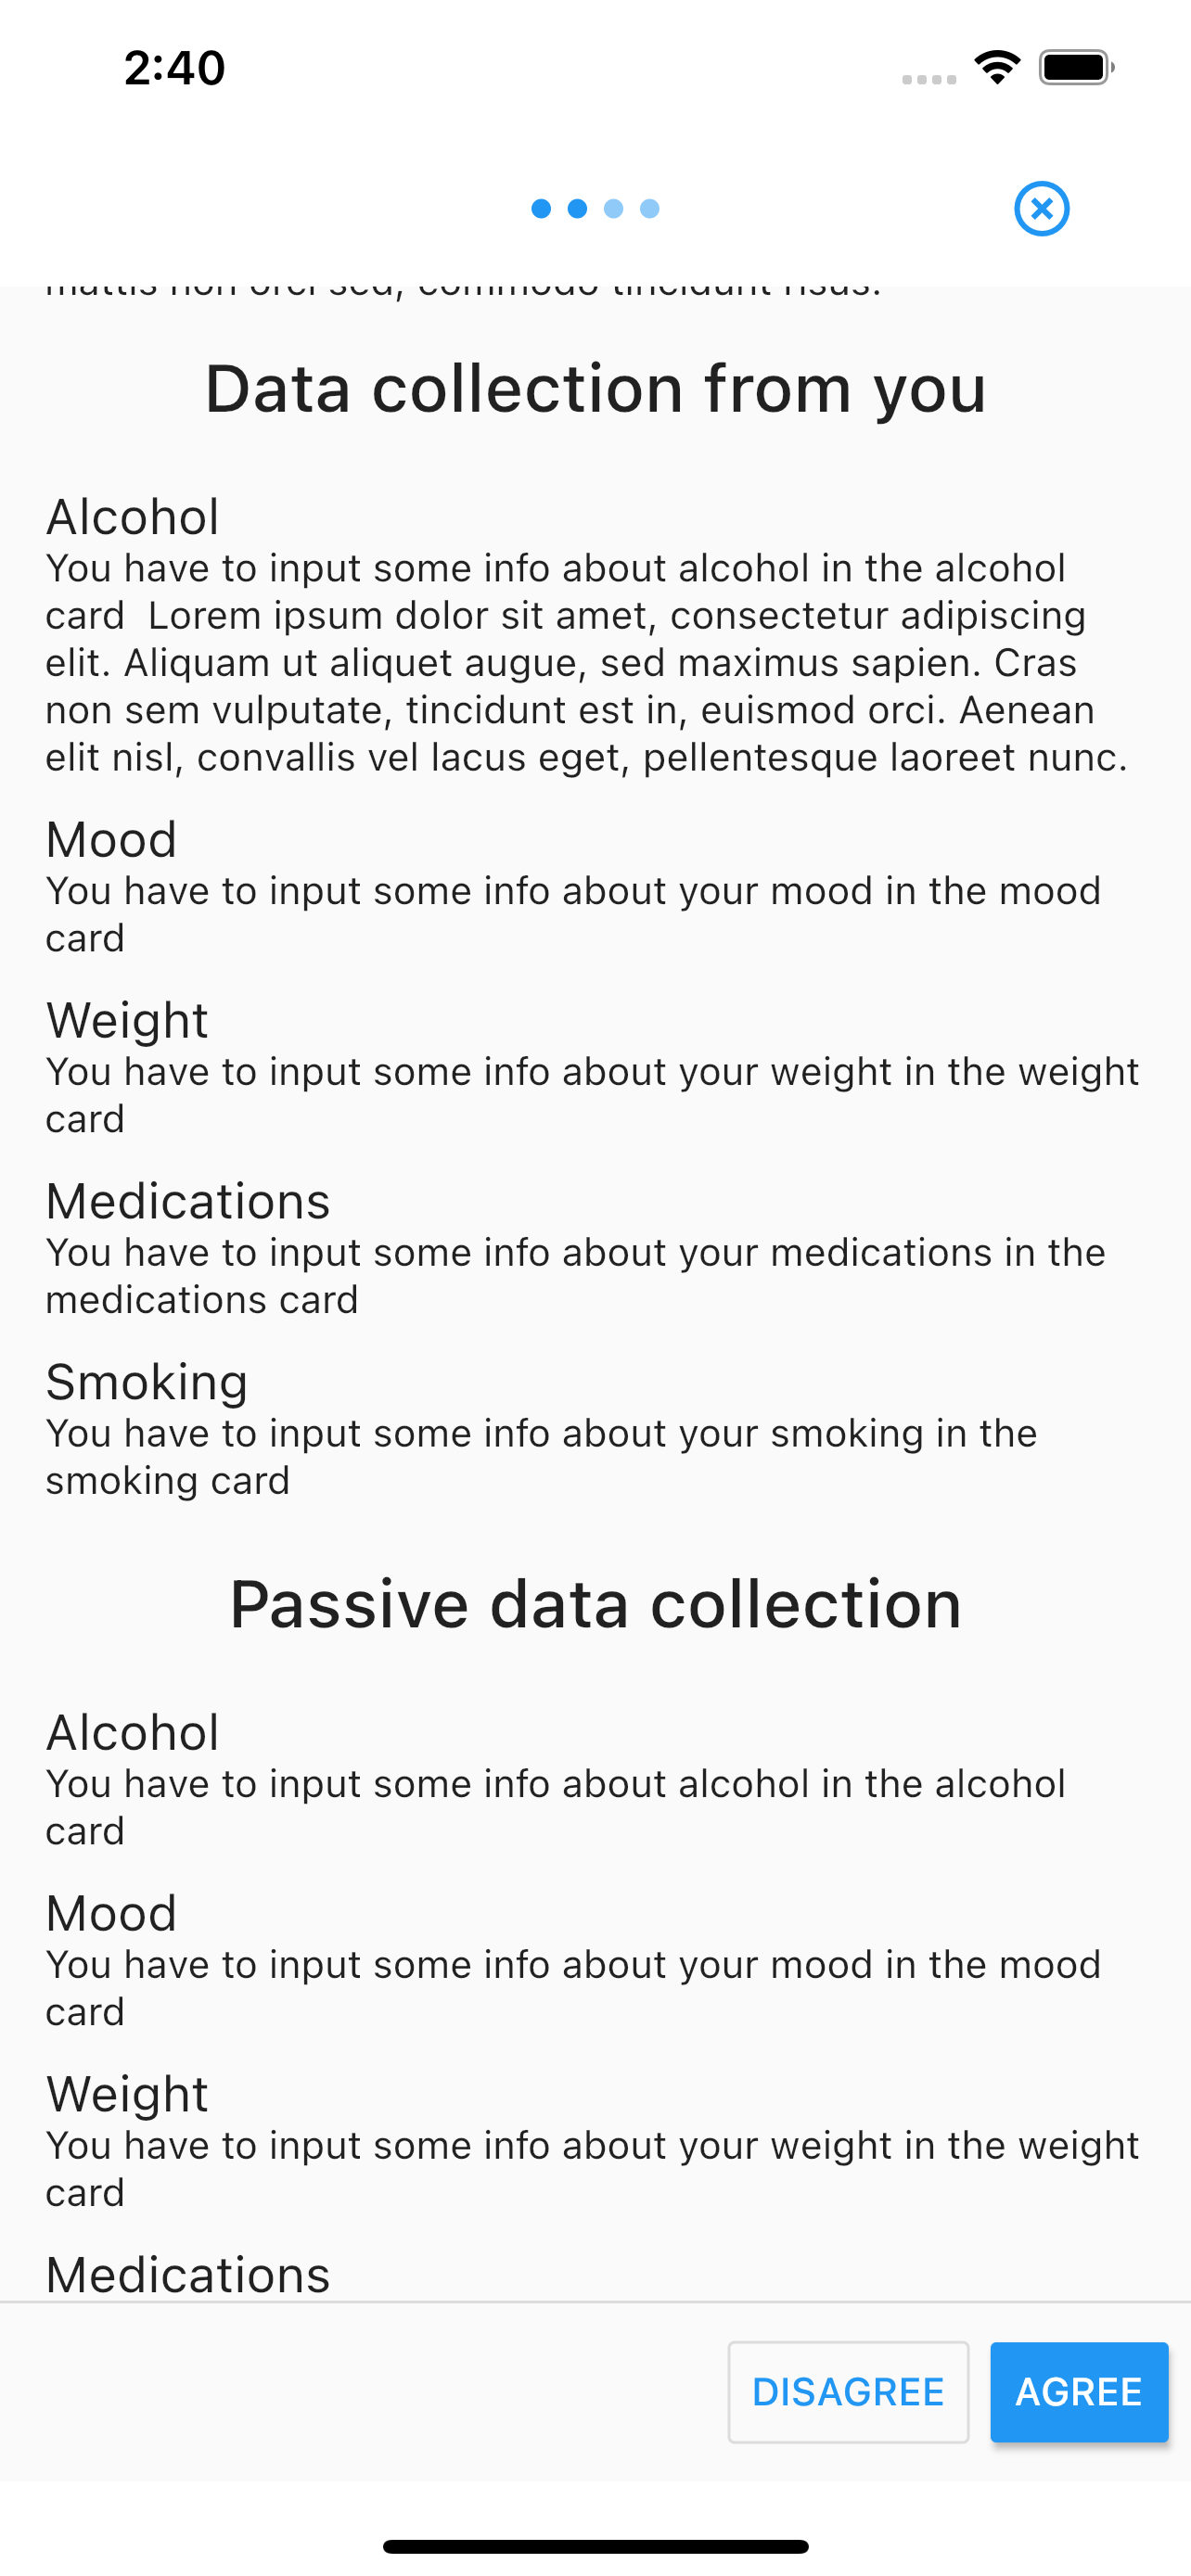 2:40
mattis non orci sed, commodo tincidunt risus.
Data collection from you
Alcohol
You have to input some info about alcohol in the alcohol
card  Lorem ipsum dolor sit amet, consectetur adipiscing
elit. Aliquam ut aliquet augue, sed maximus sapien. Cras
non sem vulputate, tincidunt est in, euismod orci. Aenean
elit nisl, convallis vel lacus eget, pellentesque laoreet nunc.
Mood
You have to input some info about your mood in the mood
card
Weight
You have to input some info about your weight in the weight
card
Medications
You have to input some info about your medications in the
medications card
Smoking
You have to input some info about your smoking in the
smoking card
Passive data collection
Alcohol
You have to input some info about alcohol in the alcohol
card
Mood
You have to input some info about your mood in the mood
card
Weight
You have to input some info about your weight in the weight
card
Medications
DISAGREE
AGREE